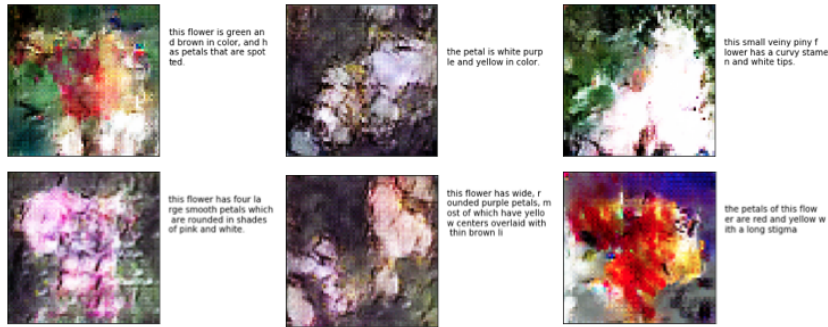 this flower is green an
d brown in color, and h
as petals that are spot
ted.
the petal is white purp
le and yellow in color.
this small veiny piny f
lower has a curvy stame
n and white tips.
this flower has four la
rge smooth petals which
are rounded in shades
of pink and white.
this flower has wide, r
ounded purple petals, m
ost of which have yello
w centers overlaid with
thin brown li
the petals of this flow
er are red and yellow w
ith a long stigma